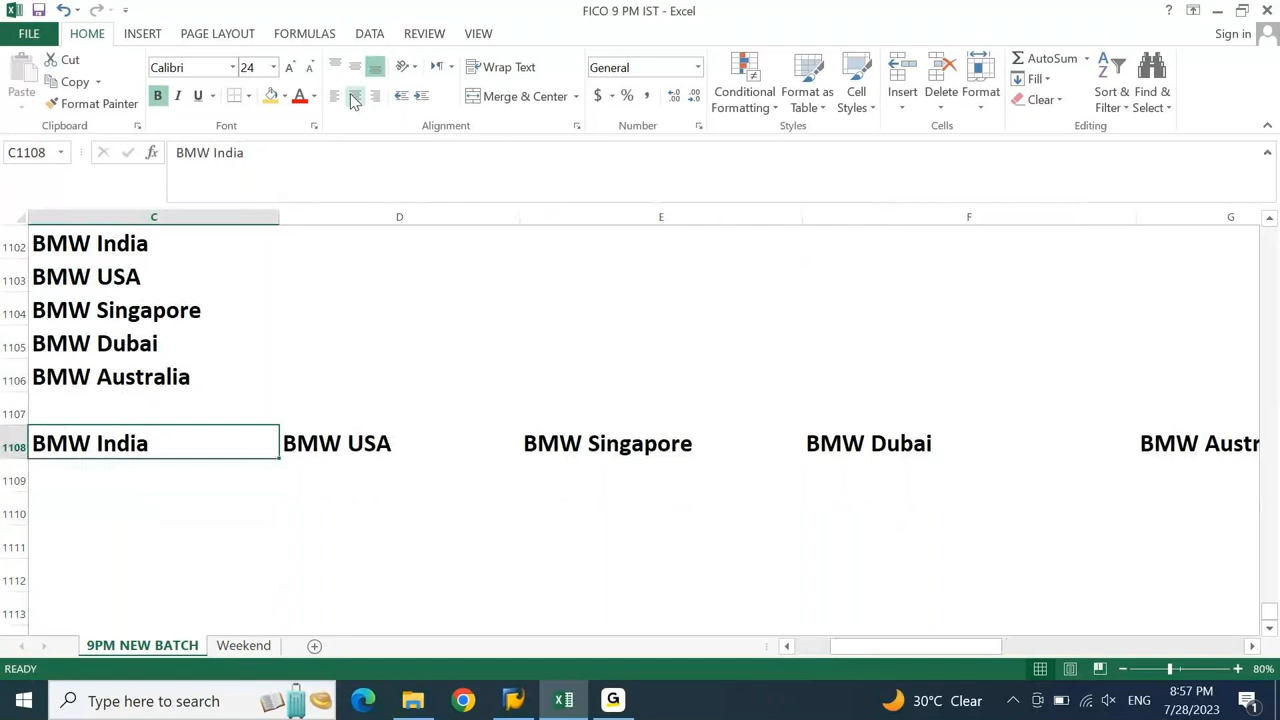 FICO 9 PM IST - Excel
?
FILE HOME INSERT PAGE LAYOUT FORMULAS DATA REVIEW VIEW Sign in
Paste Cut Copy Format Painter Clipboard
Calibri 24 B I U Font
Wrap Text Merge & Center Alignment
General $ % , Number
Conditional Formatting Format as Table Cell Styles Styles
Insert Delete Format Cells
AutoSum Fill Clear Sort & Filter Find & Select Editing
C1108 fx BMW India
C D E F G
1102 BMW India
1103 BMW USA
1104 BMW Singapore
1105 BMW Dubai
1106 BMW Australia
1107
1108 BMW India BMW USA BMW Singapore BMW Dubai BMW Austr
1109
1110
1111
1112
1113
9PM NEW BATCH Weekend
READY 80%
Type here to search 30°C Clear ENG 8:57 PM
7/28/2023 1